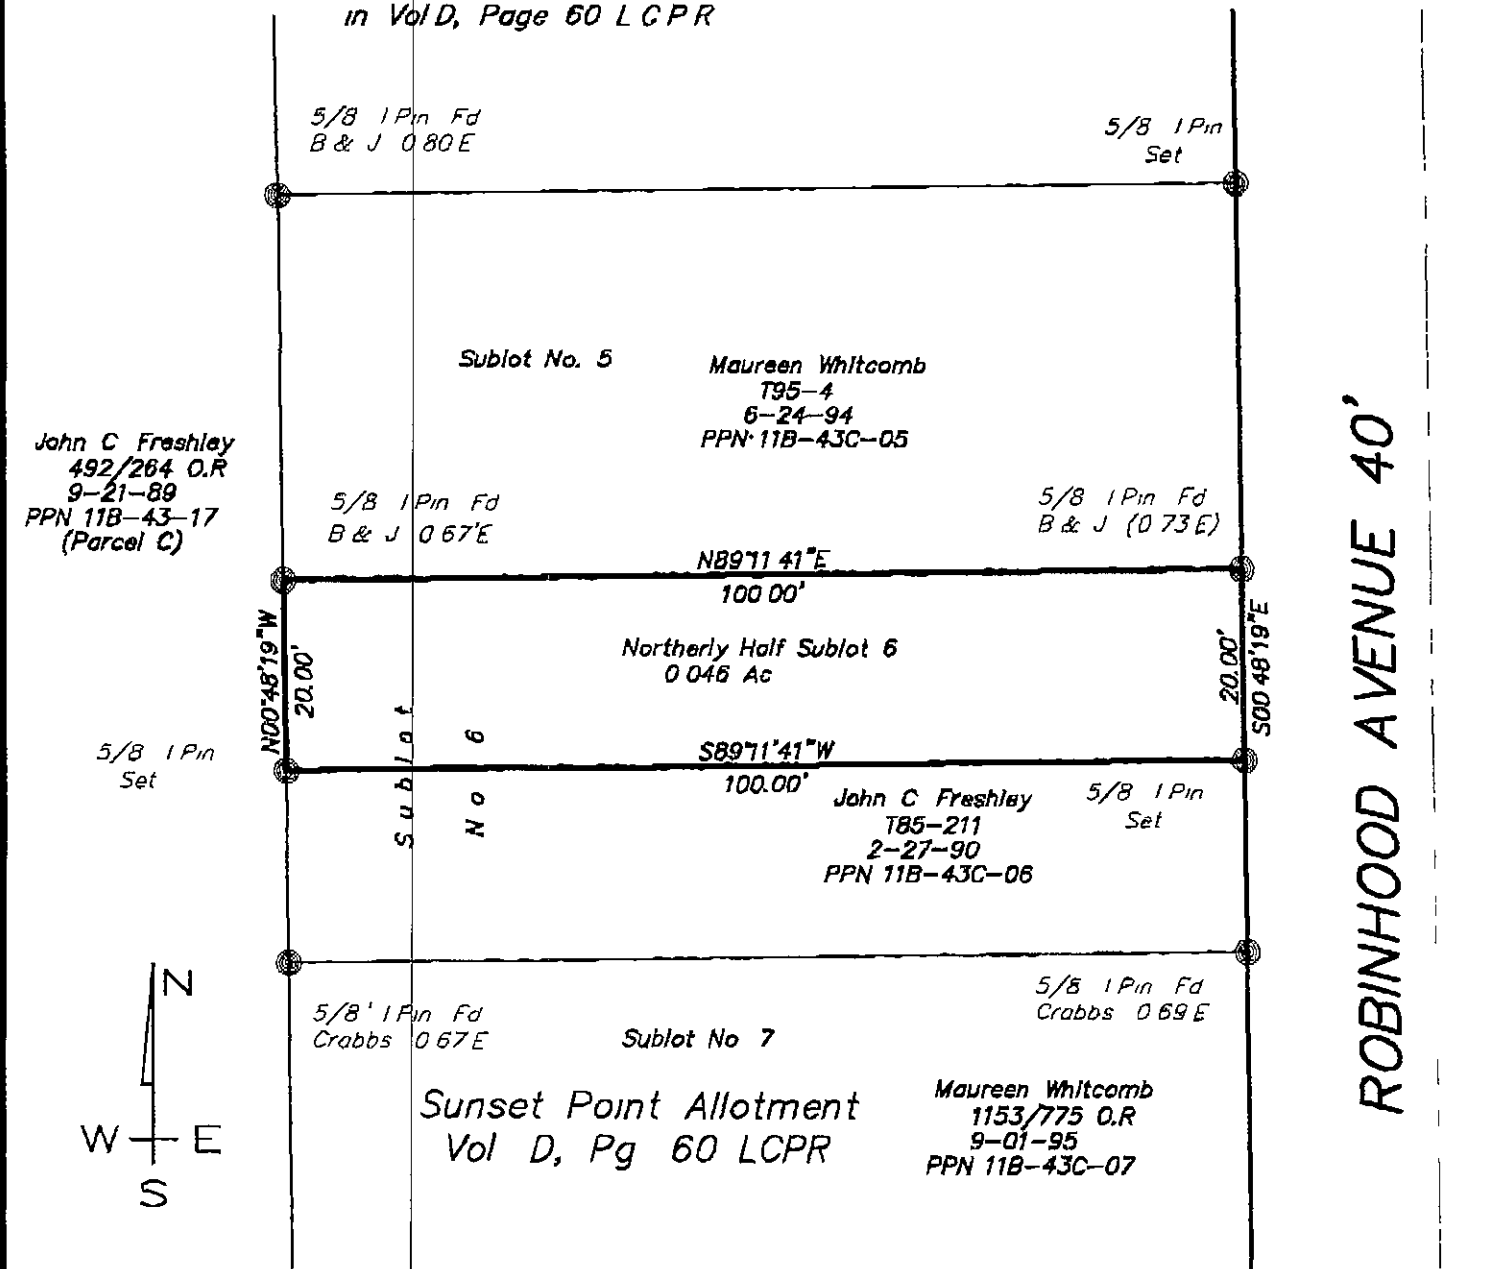 in Vol D, Page 60 L C P R
5/8 I Pin Fd
B & J 0 80 E
5/8 I Pin
Set
Sublot No. 5
Maureen Whitcomb
T95-4
6-24-94
PPN 11B-43C-05
John C Freshley
492/264 O.R
9-21-89
PPN 11B-43-17
(Parcel C)
5/8 I Pin Fd
B & J 0 67'E
5/8 I Pin Fd
B & J (0 73 E)
N89°11 41"E
100 00'
N00°48'19"W
20.00'
Northerly Half Sublot 6
0 046 Ac
20.00'
S00 48'19"E
5/8 I Pin
Set
Sublot
No 6
S89°11'41"W
100.00'
John C Freshley
T85-211
2-27-90
PPN 11B-43C-06
5/8 I Pin
Set
ROBINHOOD AVENUE 40'
5/8' I Pin Fd
Crabbs 0 67 E
5/8 I Pin Fd
Crabbs 0 69 E
Sublot No 7
Sunset Point Allotment
Vol D, Pg 60 LCPR
Maureen Whitcomb
1153/775 O.R
9-01-95
PPN 11B-43C-07
N
W E
S